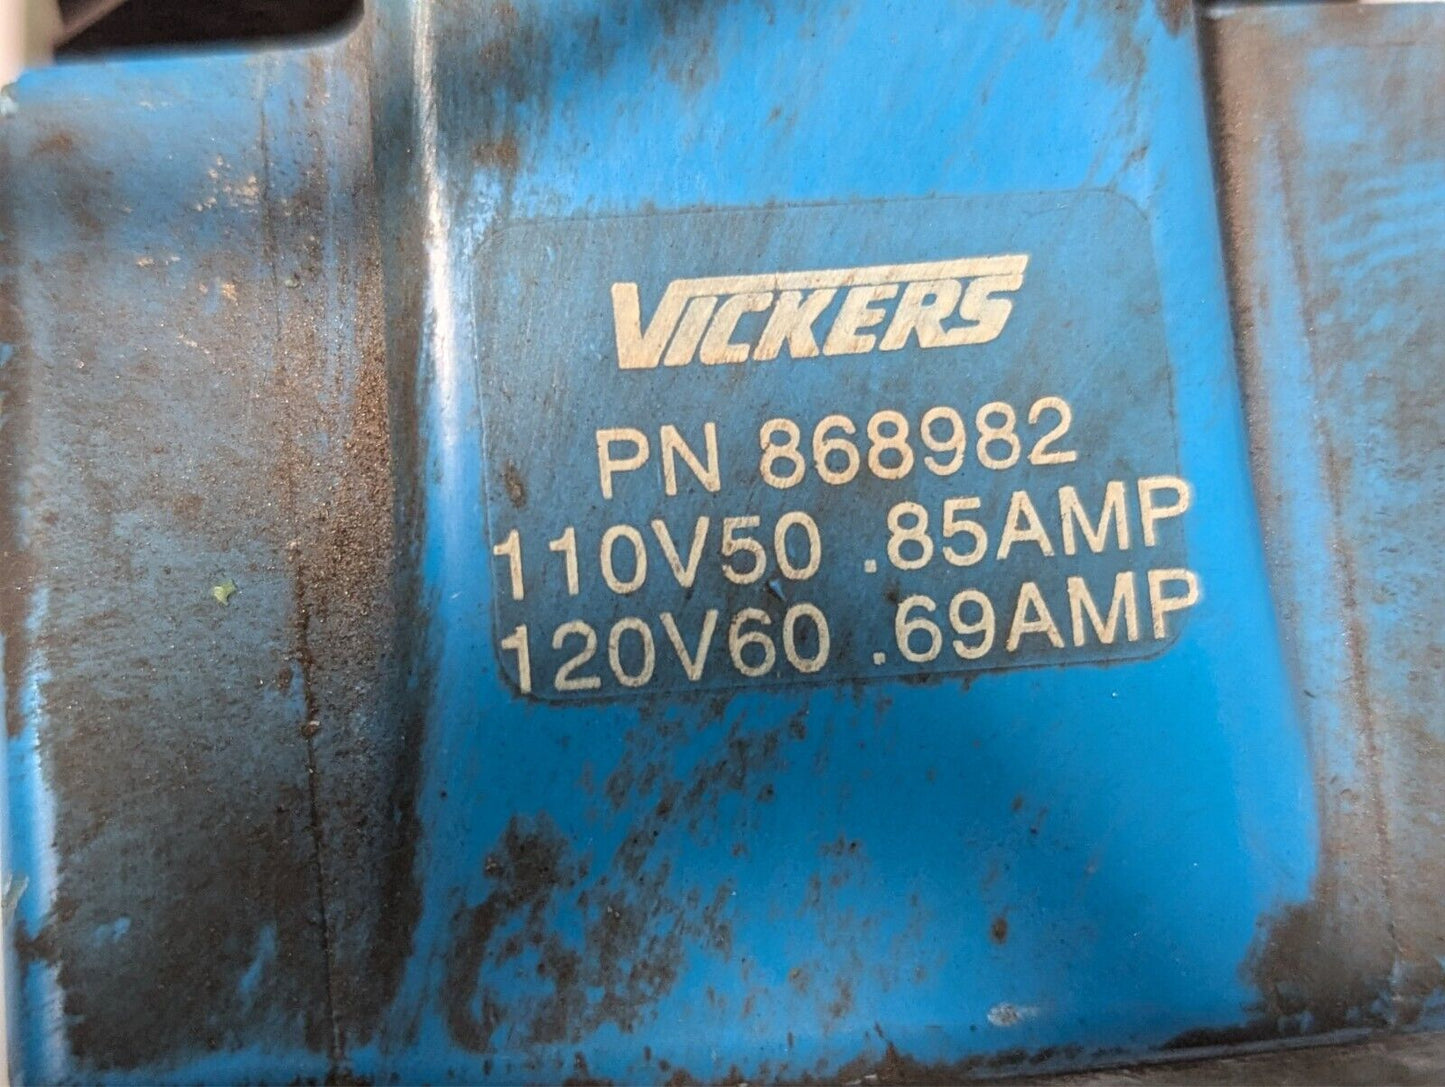 VICKERS
PN 868982
110V50 .85AMP
120V60 .69AMP